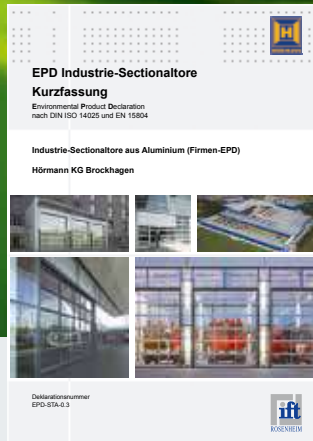 EPD Industrie-Sectionaltore
Kurzfassung
Environmental Product Declaration
nach DIN ISO 14025 und EN 15804
Industrie-Sectionaltore aus Aluminium (Firmen-EPD)
Hörmann KG Brockhagen
Deklarationsnummer
EPD-STA-0.3
ift
ROSENHEIM